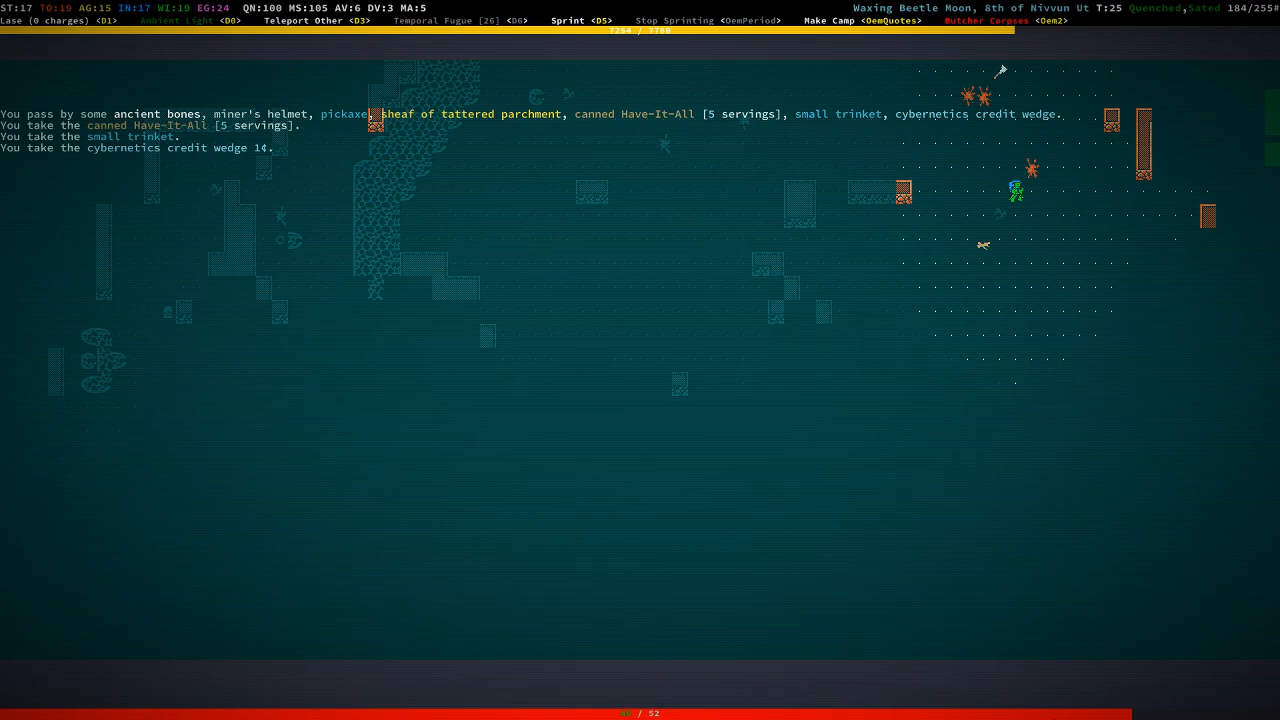 ST:17 TO:19 AG:15 IN:17 WI:19 EG:24 QN:100 MS:105 AV:6 DV:3 MA:5 Waxing Beetle Moon, 8th of Nivvun Ut T:25 Quenched,Sated 184/255#
Lase (0 charges) <D1> Ambient Light <D0> Teleport Other <D3> Temporal Fugue [26] <D6> Sprint <D5> Stop Sprinting <OemPeriod> Make Camp <OemQuotes> Butcher Corpses <Oem2>
You pass by some ancient bones, miner's helmet, pickaxe, sheaf of tattered parchment, canned Have-It-All [5 servings], small trinket, cybernetics credit wedge.
You take the canned Have-It-All [5 servings].
You take the small trinket.
You take the cybernetics credit wedge 1¢.
/ 52